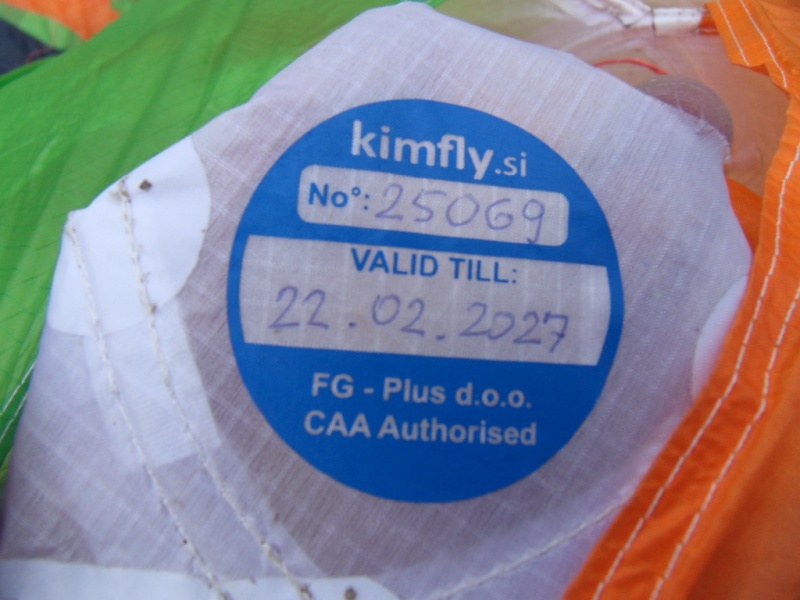 kimfly.si
No°: 25069
VALID TILL:
22.02.2027
FG - Plus d.o.o.
CAA Authorised